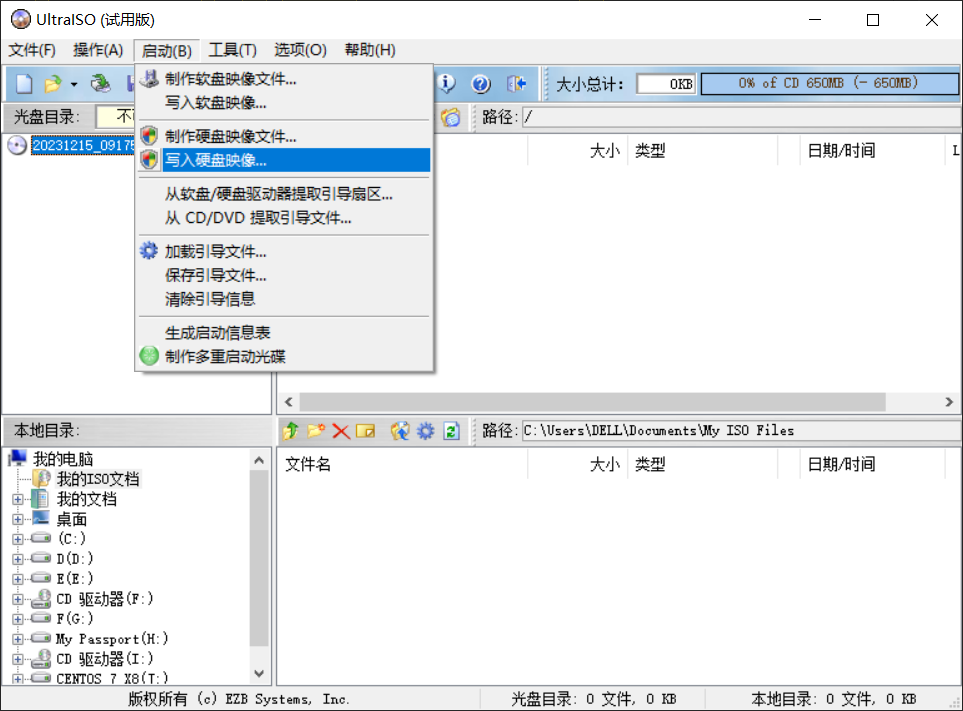 UltraISO (试用版)
文件(F) 操作(A) 启动(B) 工具(T) 选项(O) 帮助(H)
大小总计: 0KB 0% of CD 650MB (- 650MB)
光盘目录: 路径: /
20231215_0917
大小 类型 日期/时间 L
制作软盘映像文件...
写入软盘映像...
制作硬盘映像文件...
写入硬盘映像...
从软盘/硬盘驱动器提取引导扇区...
从 CD/DVD 提取引导文件...
加载引导文件...
保存引导文件...
清除引导信息
生成启动信息表
制作多重启动光碟
本地目录: 路径: C:\Users\DELL\Documents\My ISO Files
文件名 大小 类型 日期/时间
我的电脑
我的ISO文档
我的文档
桌面
(C:)
D(D:)
E(E:)
CD 驱动器(F:)
F(G:)
My Passport(H:)
CD 驱动器(I:)
CENTOS 7 X8(T:)
版权所有 (c) EZB Systems, Inc. 光盘目录: 0 文件, 0 KB 本地目录: 0 文件, 0 KB